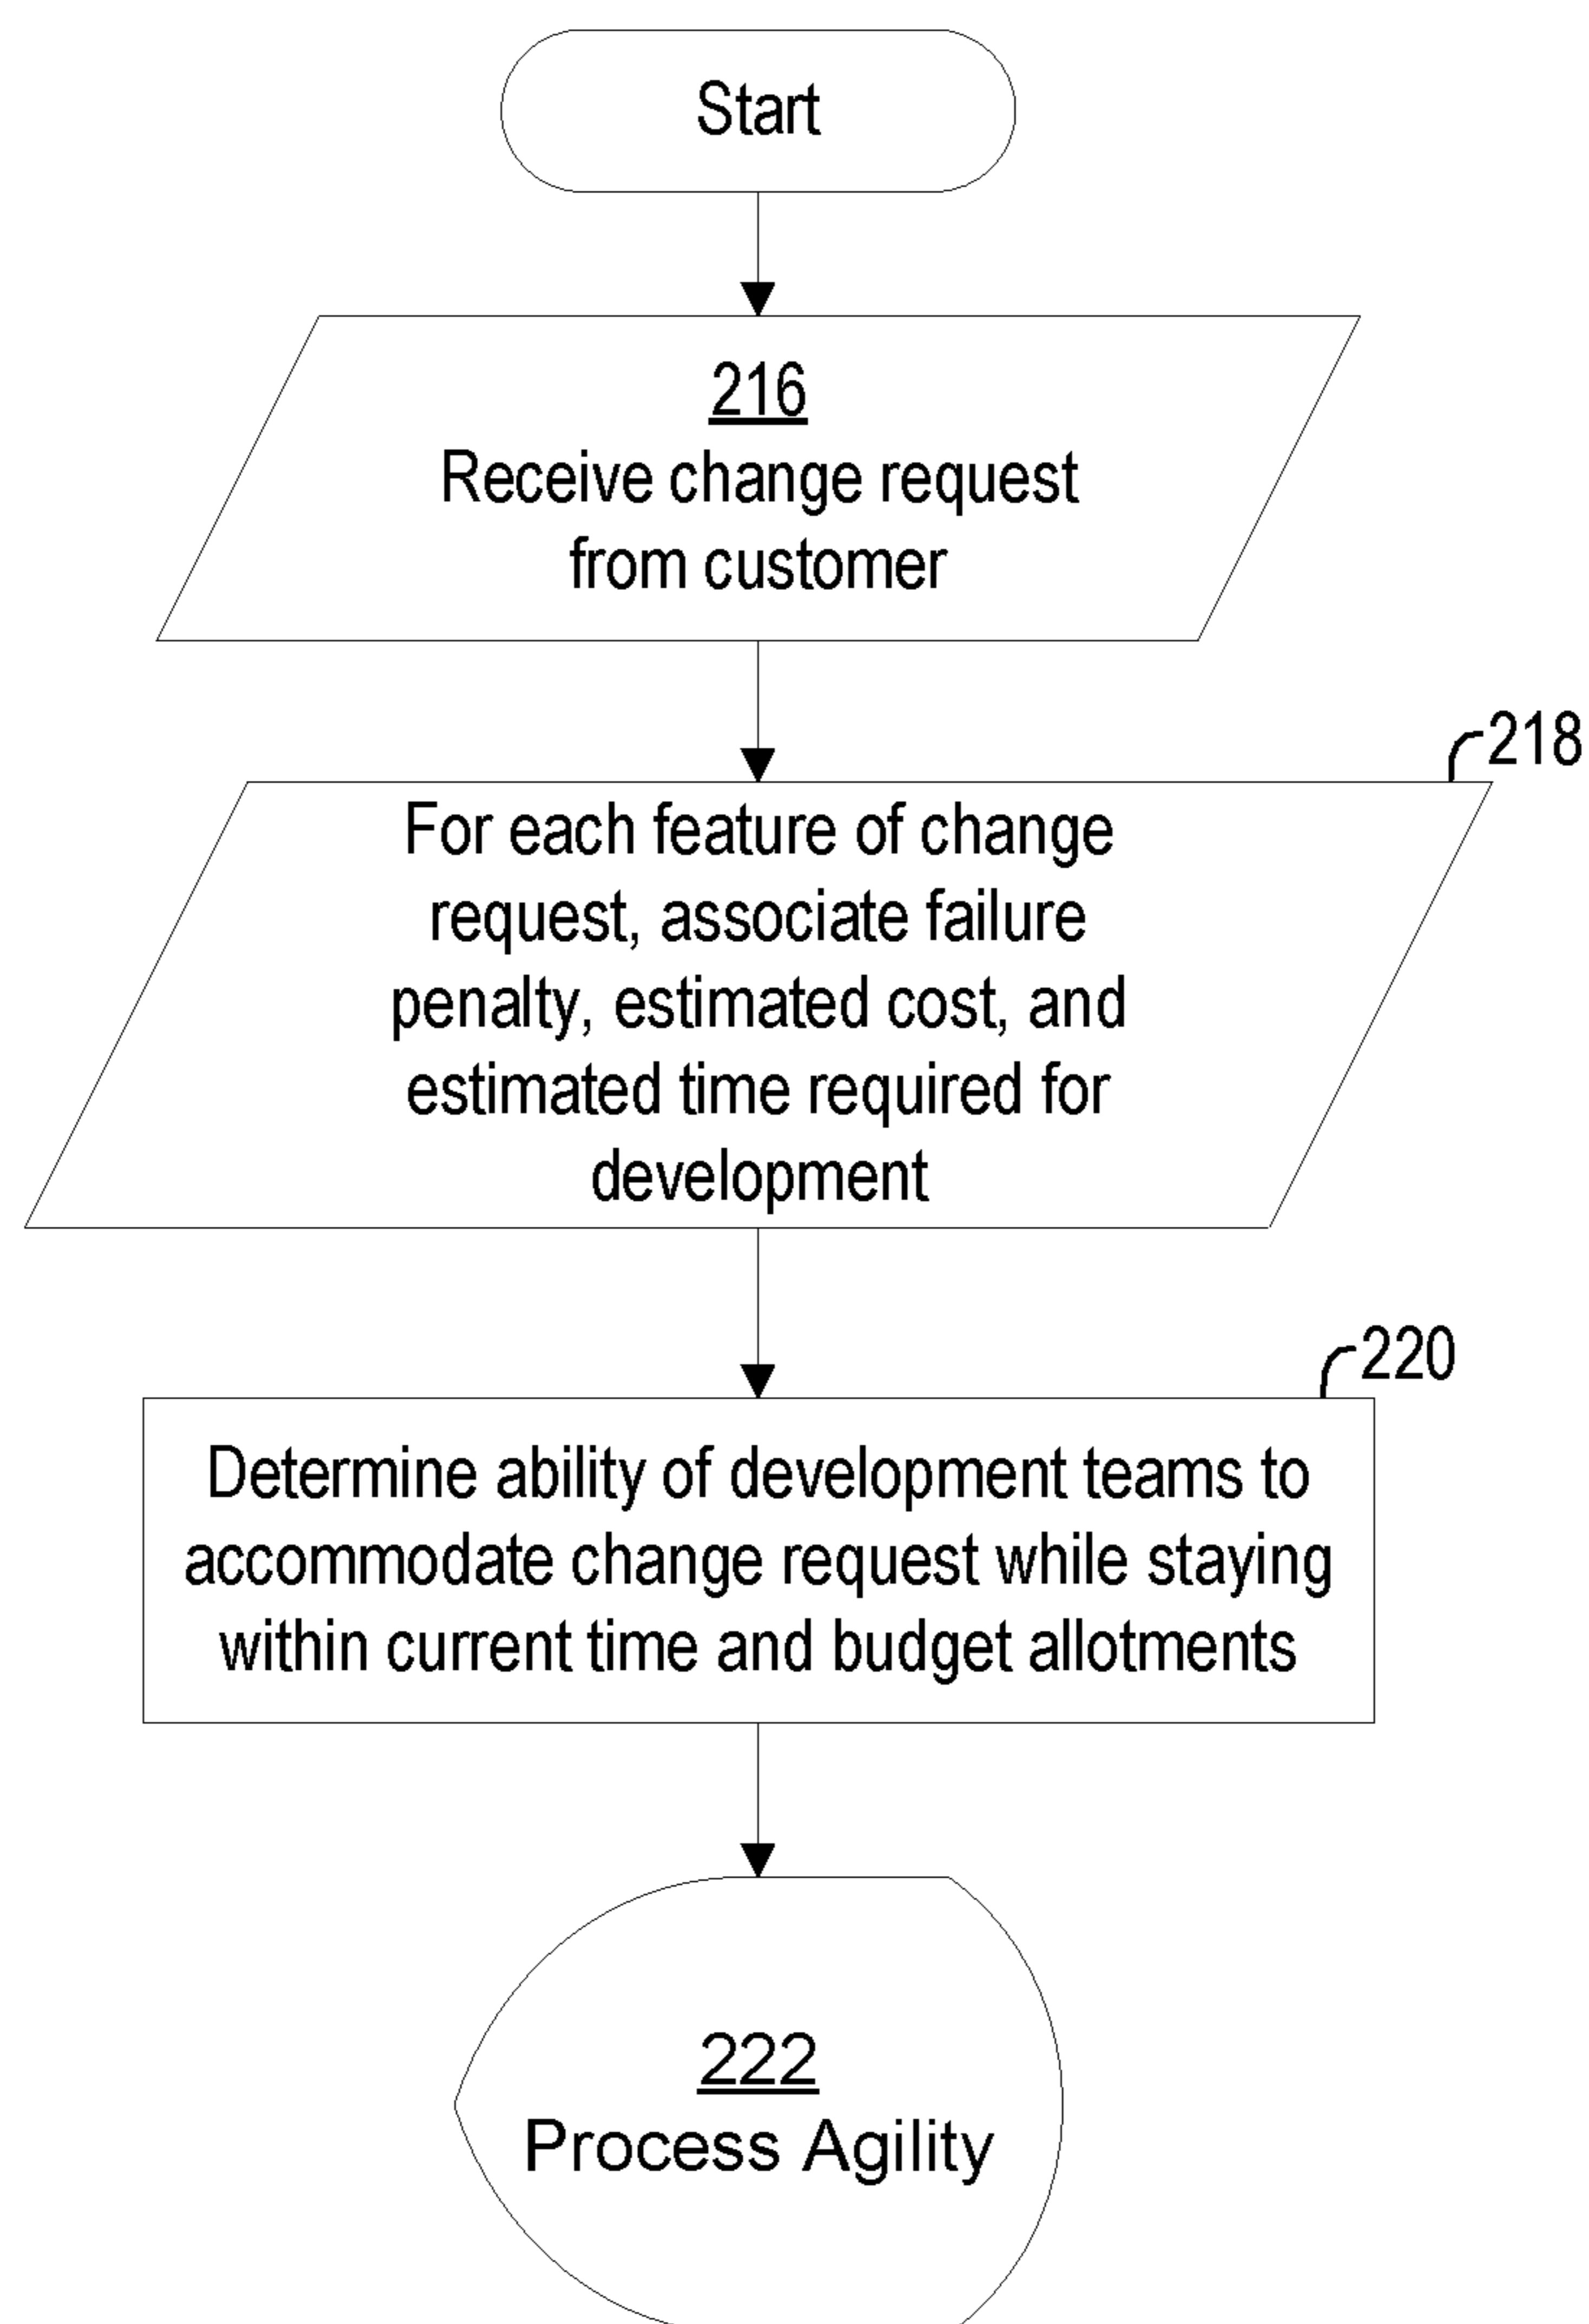 Start
216
Receive change request
from customer
218
For each feature of change
request, associate failure
penalty, estimated cost, and
estimated time required for
development
220
Determine ability of development teams to
accommodate change request while staying
within current time and budget allotments
222
Process Agility